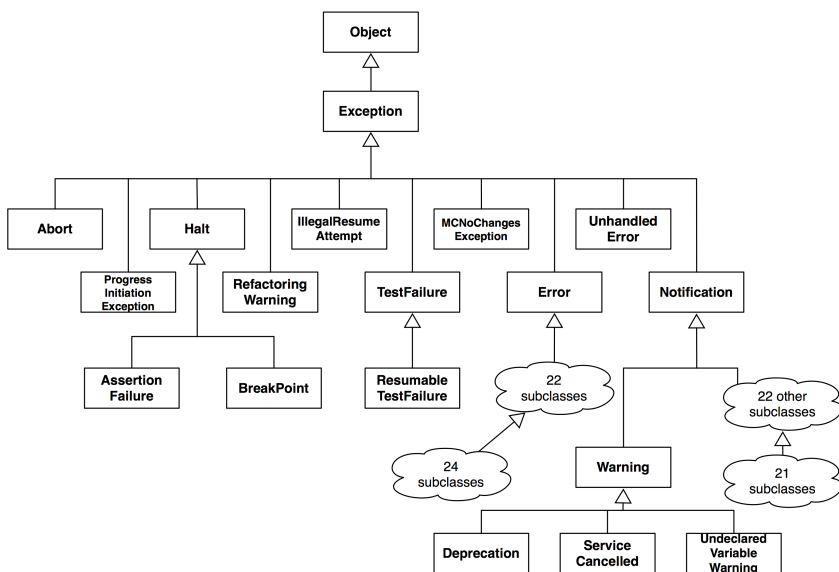 Object
Exception
Abort
Halt
IllegalResume
Attempt
MCNoChanges
Exception
Unhandled
Error
Progress
Initiation
Exception
Refactoring
Warning
TestFailure
Error
Notification
Assertion
Failure
BreakPoint
Resumable
TestFailure
22
subclasses
22 other
subclasses
24
subclasses
Warning
21
subclasses
Deprecation
Service
Cancelled
Undeclared
Variable
Warning